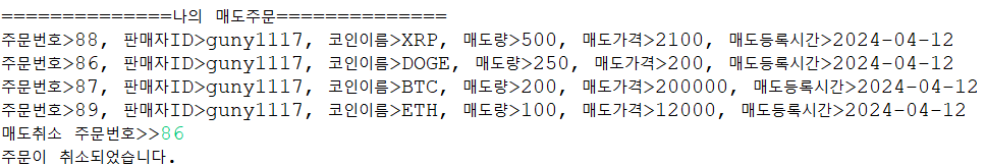 ==============나의 매도주문==============
주문번호>88, 판매자ID>guny1117, 코인이름>XRP, 매도량>500, 매도가격>2100, 매도등록시간>2024-04-12
주문번호>86, 판매자ID>guny1117, 코인이름>DOGE, 매도량>250, 매도가격>200, 매도등록시간>2024-04-12
주문번호>87, 판매자ID>guny1117, 코인이름>BTC, 매도량>200, 매도가격>200000, 매도등록시간>2024-04-12
주문번호>89, 판매자ID>guny1117, 코인이름>ETH, 매도량>100, 매도가격>12000, 매도등록시간>2024-04-12
매도취소 주문번호>>86
주문이 취소되었습니다.